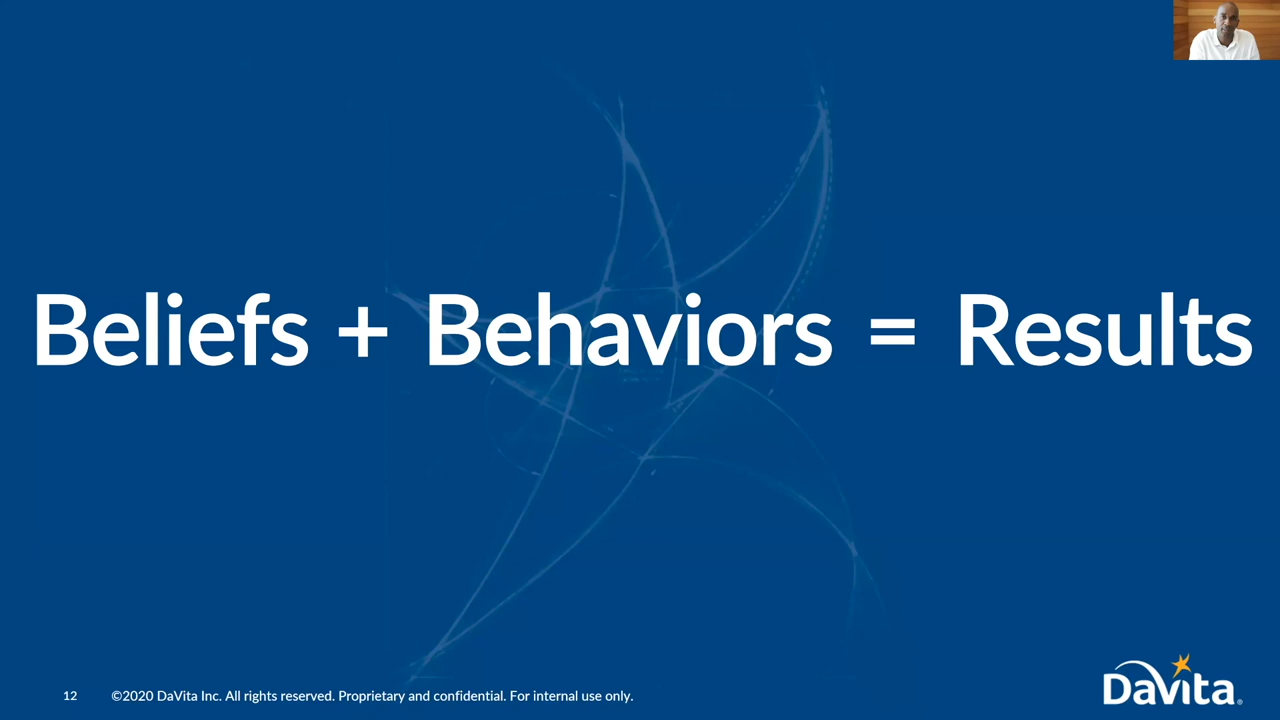 Beliefs + Behaviors = Results
12 ©2020 DaVita Inc. All rights reserved. Proprietary and confidential. For internal use only.
DaVita®